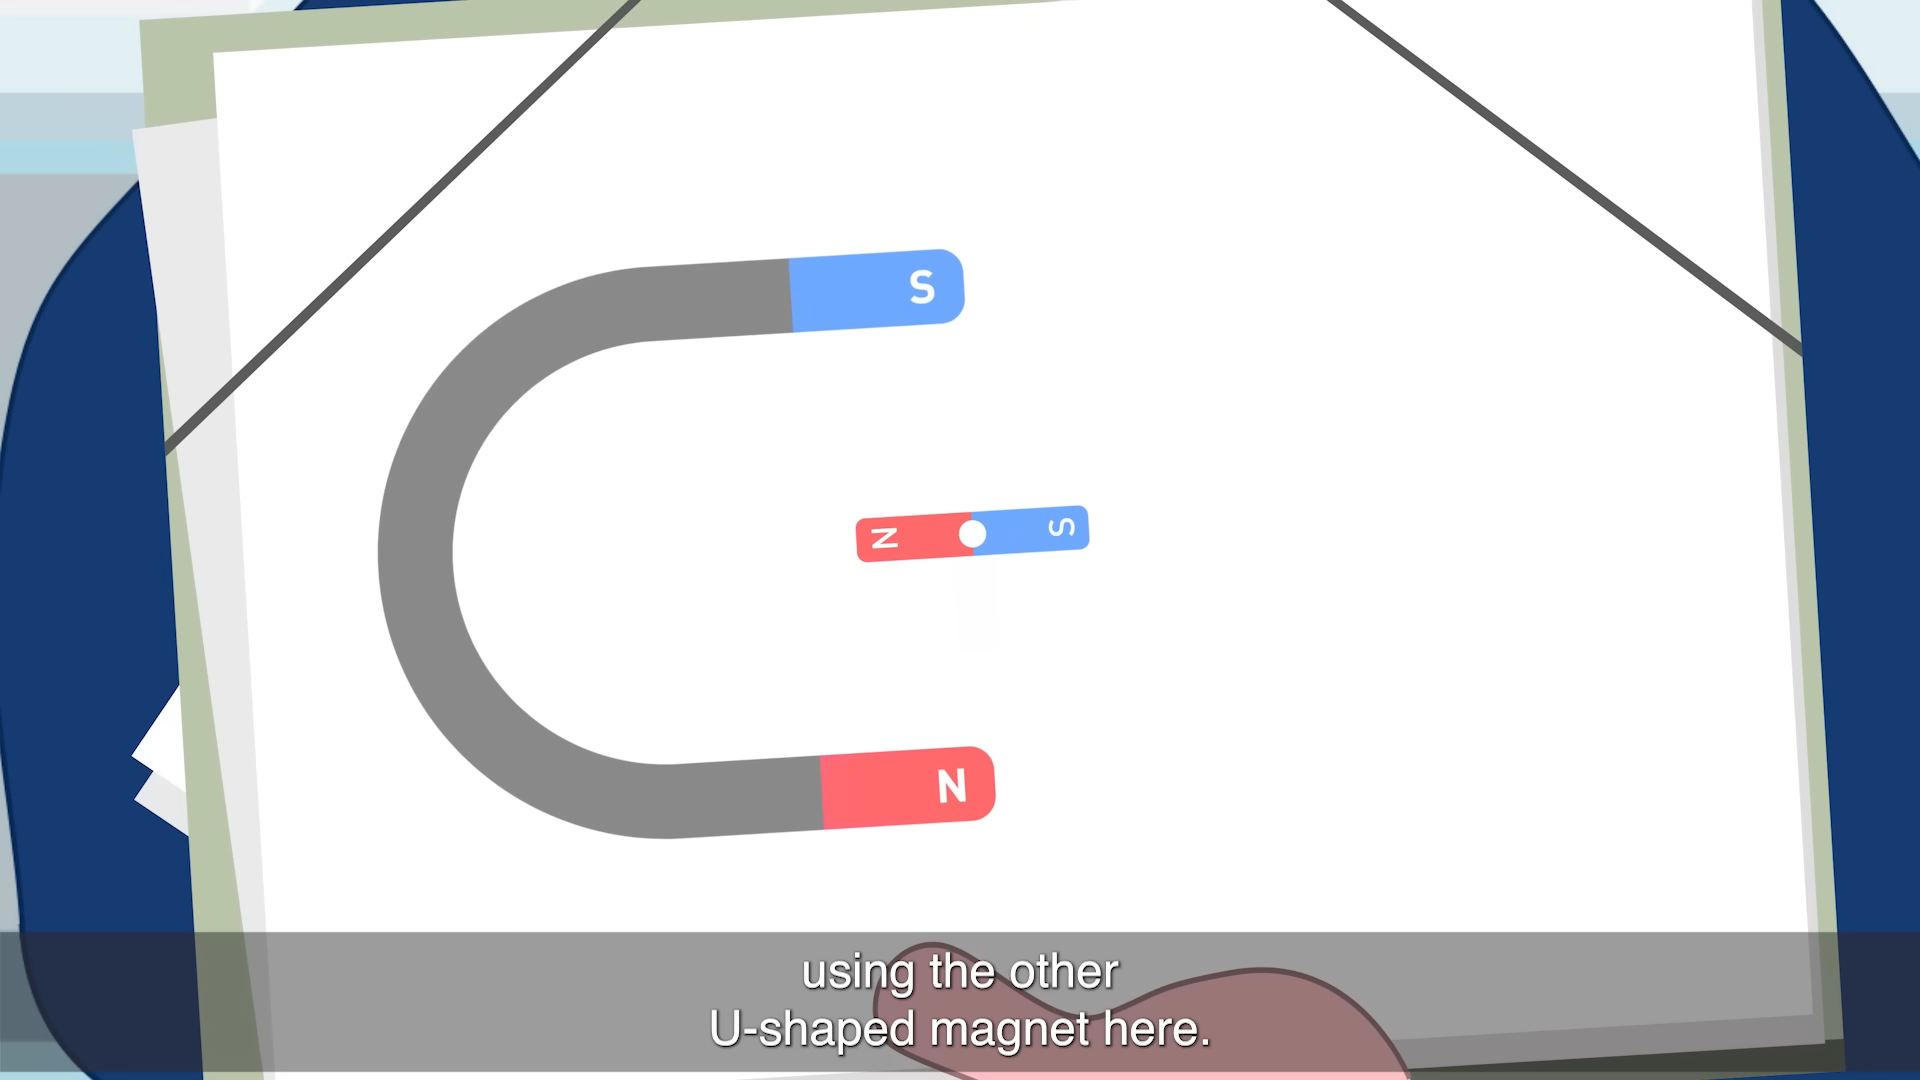 S
N S
N
using the other
U-shaped magnet here.